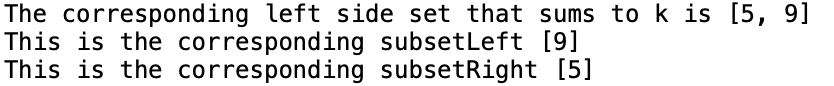 The corresponding left side set that sums to k is [5, 9]
This is the corresponding subsetLeft [9]
This is the corresponding subsetRight [5]